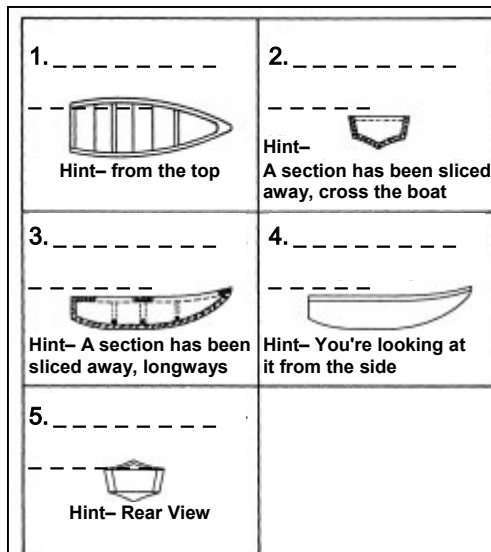 1. _ _ _ _ _ _ _ _ _
_ _ _ _ _ _ _ _ _
Hint– from the top
2. _ _ _ _ _ _ _ _ _
_ _ _ _ _ _
Hint–
A section has been sliced
away, cross the boat
3. _ _ _ _ _ _ _ _ _
_ _ _ _ _ _ _ _ _
Hint– A section has been
sliced away, longways
4. _ _ _ _ _ _ _ _ _
_ _ _ _ _ _
Hint– You're looking at
it from the side
5. _ _ _ _ _ _ _ _ _
_ _ _ _ _ _ _ _ _
Hint– Rear View